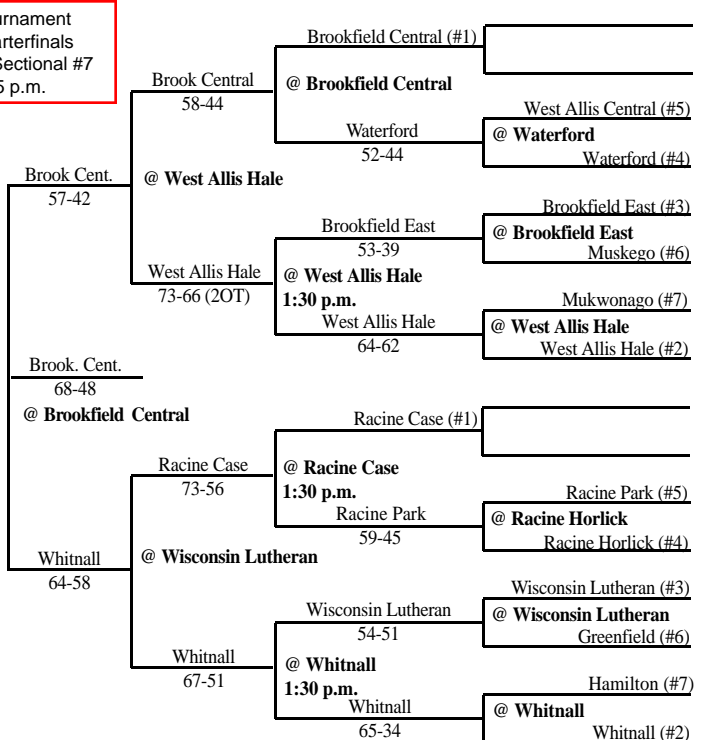 Brookfield Central (#1)
Brook Central
@ Brookfield Central
58-44
West Allis Central (#5)
Waterford
@ Waterford
52-44
Waterford (#4)
Brook Cent.
@ West Allis Hale
57-42
Brookfield East (#3)
Brookfield East
@ Brookfield East
53-39
Muskego (#6)
West Allis Hale
@ West Allis Hale
73-66 (2OT)
1:30 p.m.
Mukwonago (#7)
West Allis Hale
@ West Allis Hale
64-62
West Allis Hale (#2)
Brook. Cent.
68-48
@ Brookfield Central
Racine Case (#1)
Racine Case
@ Racine Case
73-56
1:30 p.m.
Racine Park (#5)
Racine Park
@ Racine Horlick
59-45
Racine Horlick (#4)
Whitnall
@ Wisconsin Lutheran
64-58
Wisconsin Lutheran (#3)
Wisconsin Lutheran
@ Wisconsin Lutheran
54-51
Greenfield (#6)
Whitnall
@ Whitnall
67-51
1:30 p.m.
Hamilton (#7)
Whitnall
@ Whitnall
65-34
Whitnall (#2)
Sectional #7
p.m.